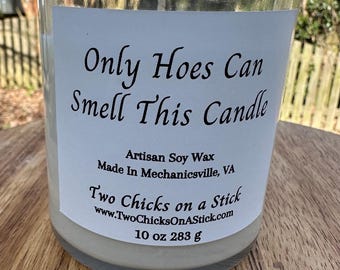 Only Hoes Can
Smell This Candle
Artisan Soy Wax
Made In Mechanicsville, VA
Two Chicks on a Stick
www.TwoChicksOnAStick.com
10 oz 283 g